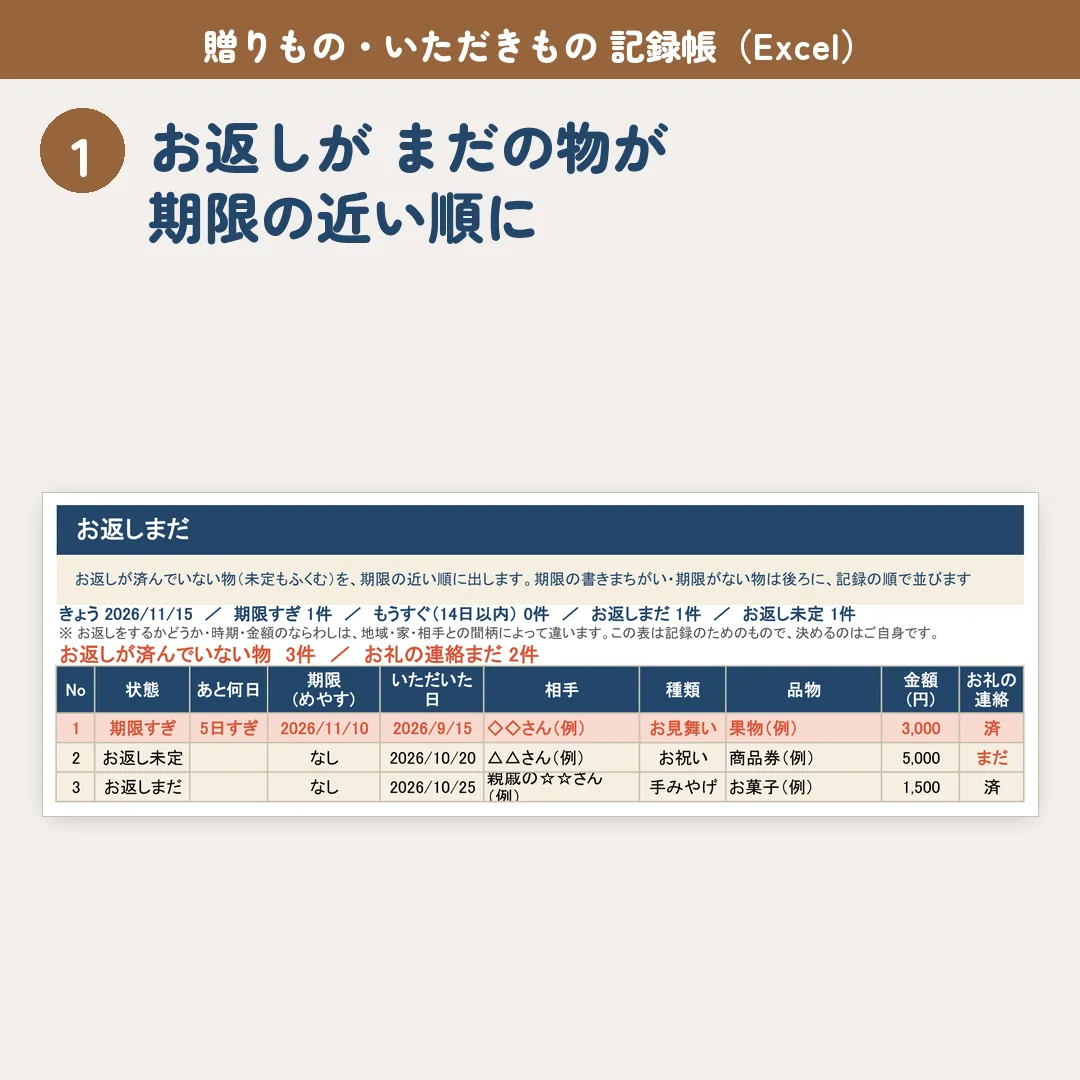 贈りもの・いただきもの 記録帳（Excel）
1
お返しが まだの物が
期限の近い順に
お返しまだ
お返しが済んでいない物（未定もふくむ）を、期限の近い順に出します。期限の書きまちがい・期限がない物は後ろに、記録の順で並びます
きょう 2026/11/15 ／ 期限すぎ 1件 ／ もうすぐ（14日以内） 0件 ／ お返しまだ 1件 ／ お返し未定 1件
※ お返しをするかどうか・時期・金額のならわしは、地域・家・相手との間柄によって違います。この表は記録のためのもので、決めるのはご自身です。
お返しが済んでいない物 3件 ／ お礼の連絡まだ 2件
No 状態 あと何日 期限（めやす） いただいた日 相手 種類 品物 金額（円） お礼の連絡
1 期限すぎ 5日すぎ 2026/11/10 2026/9/15 ◇◇さん（例） お見舞い 果物（例） 3,000 済
2 お返し未定 なし 2026/10/20 △△さん（例） お祝い 商品券（例） 5,000 まだ
3 お返しまだ なし 2026/10/25 親戚の☆☆さん（例） 手みやげ お菓子（例） 1,500 済